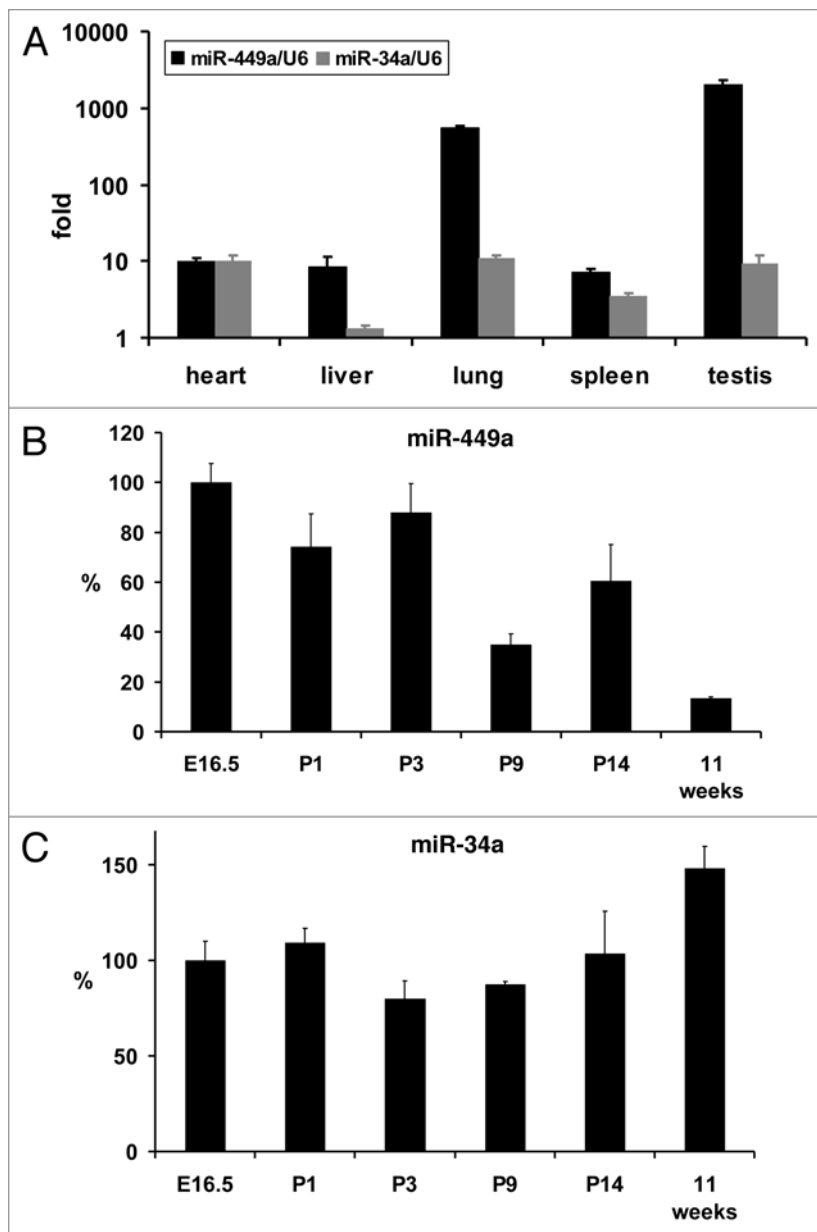 A
10000
1000
100
10
1
fold
miR-449a/U6 miR-34a/U6
heart liver lung spleen testis
B
miR-449a
120
100
80
60
40
20
0
%
E16.5 P1 P3 P9 P14 11
weeks
C
miR-34a
150
100
50
0
%
E16.5 P1 P3 P9 P14 11
weeks